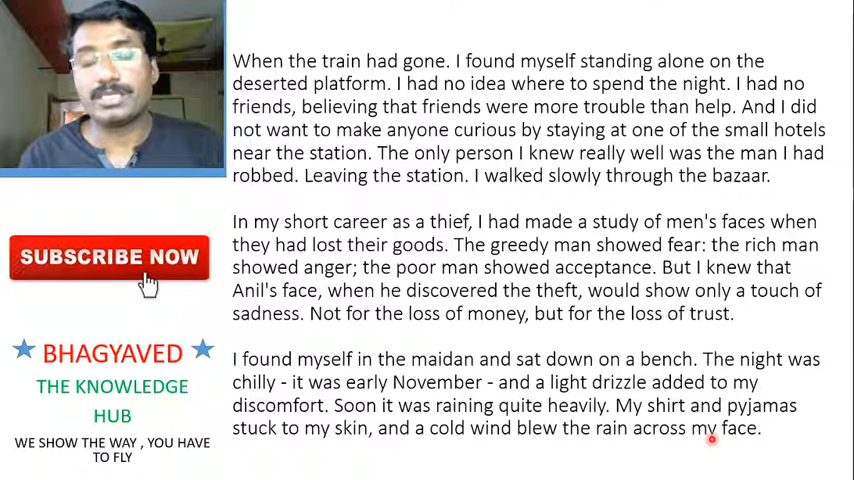 When the train had gone. I found myself standing alone on the
deserted platform. I had no idea where to spend the night. I had no
friends, believing that friends were more trouble than help. And I did
not want to make anyone curious by staying at one of the small hotels
near the station. The only person I knew really well was the man I had
robbed. Leaving the station. I walked slowly through the bazaar.
In my short career as a thief, I had made a study of men's faces when
they had lost their goods. The greedy man showed fear: the rich man
showed anger; the poor man showed acceptance. But I knew that
Anil's face, when he discovered the theft, would show only a touch of
sadness. Not for the loss of money, but for the loss of trust.
I found myself in the maidan and sat down on a bench. The night was
chilly - it was early November - and a light drizzle added to my
discomfort. Soon it was raining quite heavily. My shirt and pyjamas
stuck to my skin, and a cold wind blew the rain across my face.
SUBSCRIBE NOW
BHAGYAVED
THE KNOWLEDGE
HUB
WE SHOW THE WAY , YOU HAVE
TO FLY